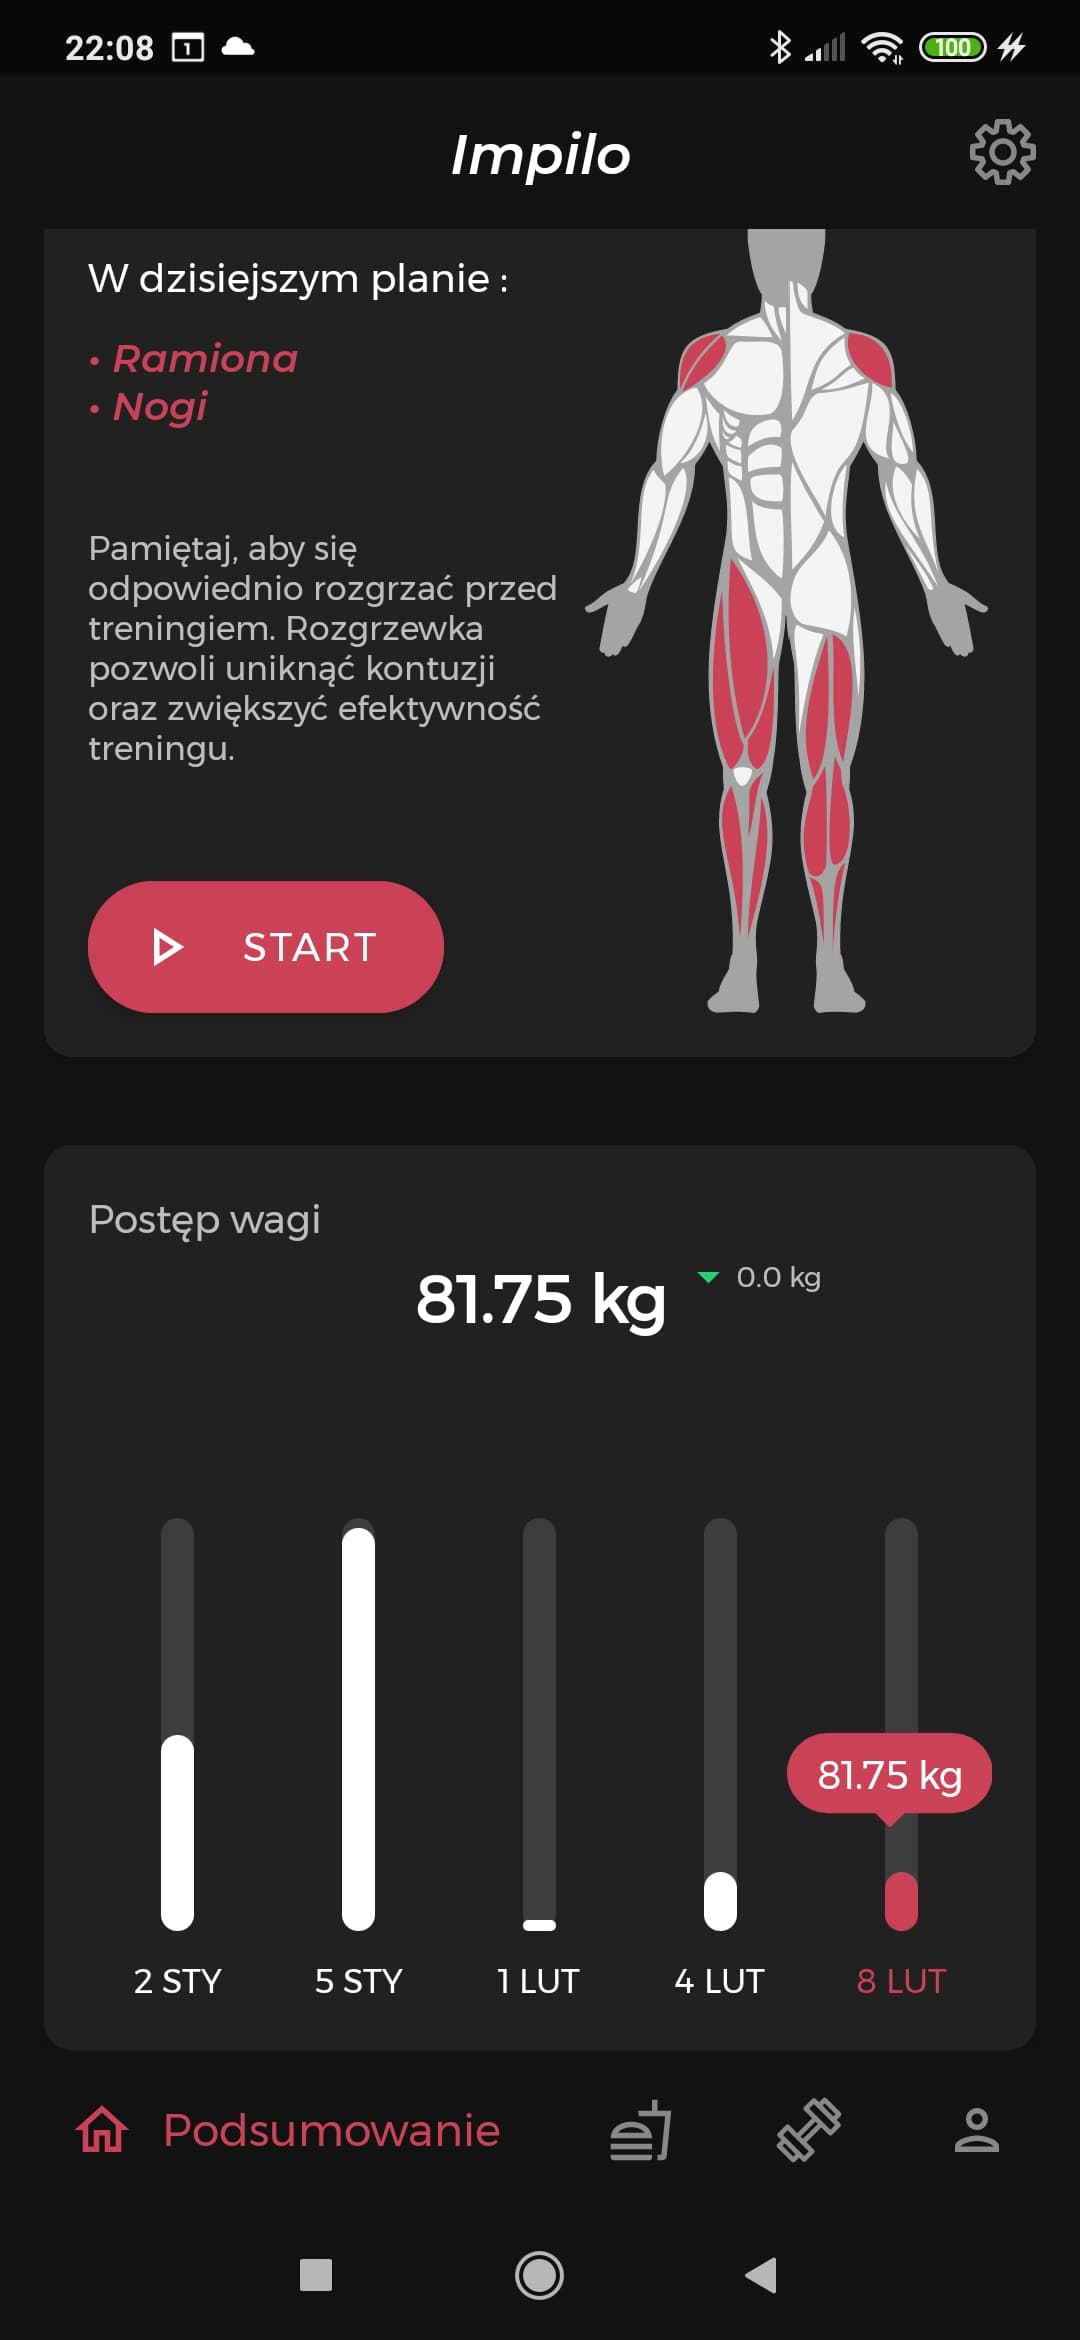 22:08
1
100
Impilo
W dzisiejszym planie :
• Ramiona
• Nogi
Pamiętaj, aby się
odpowiednio rozgrzać przed
treningiem. Rozgrzewka
pozwoli uniknąć kontuzji
oraz zwiększyć efektywność
treningu.
START
Postęp wagi
81.75 kg
0.0 kg
81.75 kg
2 STY
5 STY
1 LUT
4 LUT
8 LUT
Podsumowanie